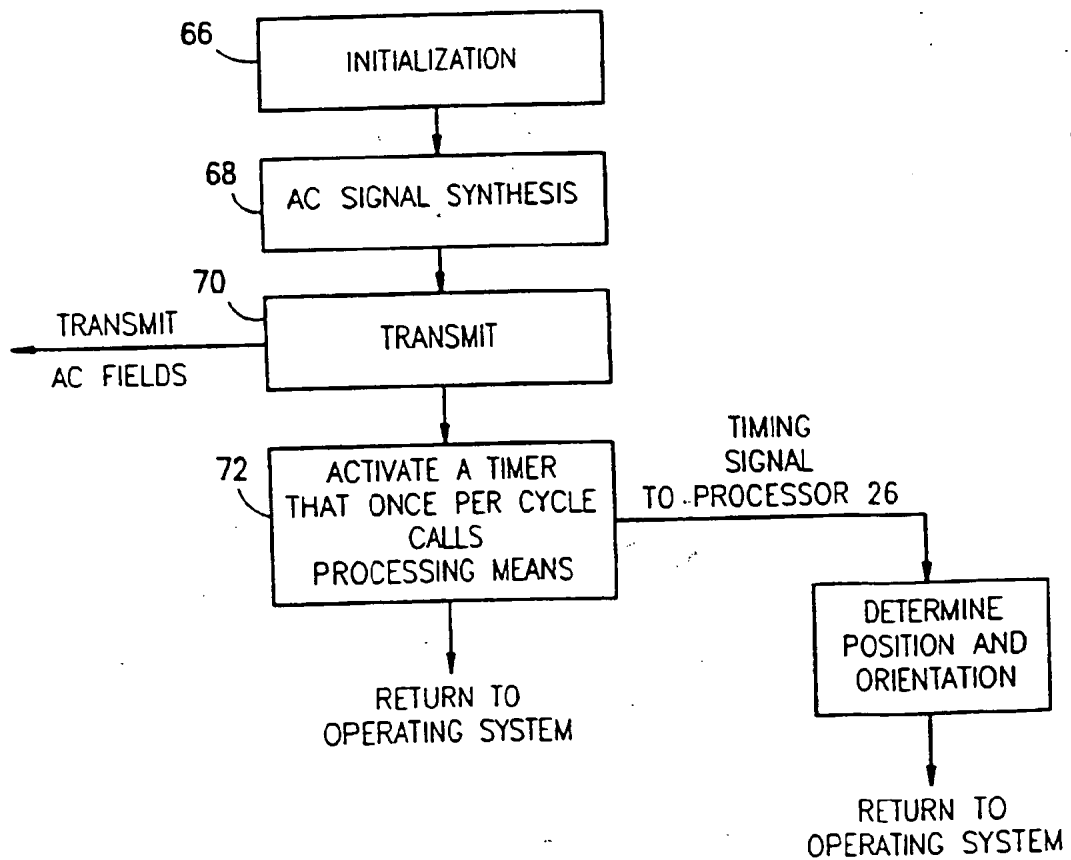 66
INITIALIZATION
68
AC SIGNAL SYNTHESIS
70
TRANSMIT
TRANSMIT
AC FIELDS
72
ACTIVATE A TIMER
THAT ONCE PER CYCLE
CALLS
PROCESSING MEANS
TIMING
SIGNAL
TO PROCESSOR 26
DETERMINE
POSITION AND
ORIENTATION
RETURN TO
OPERATING SYSTEM
RETURN TO
OPERATING SYSTEM